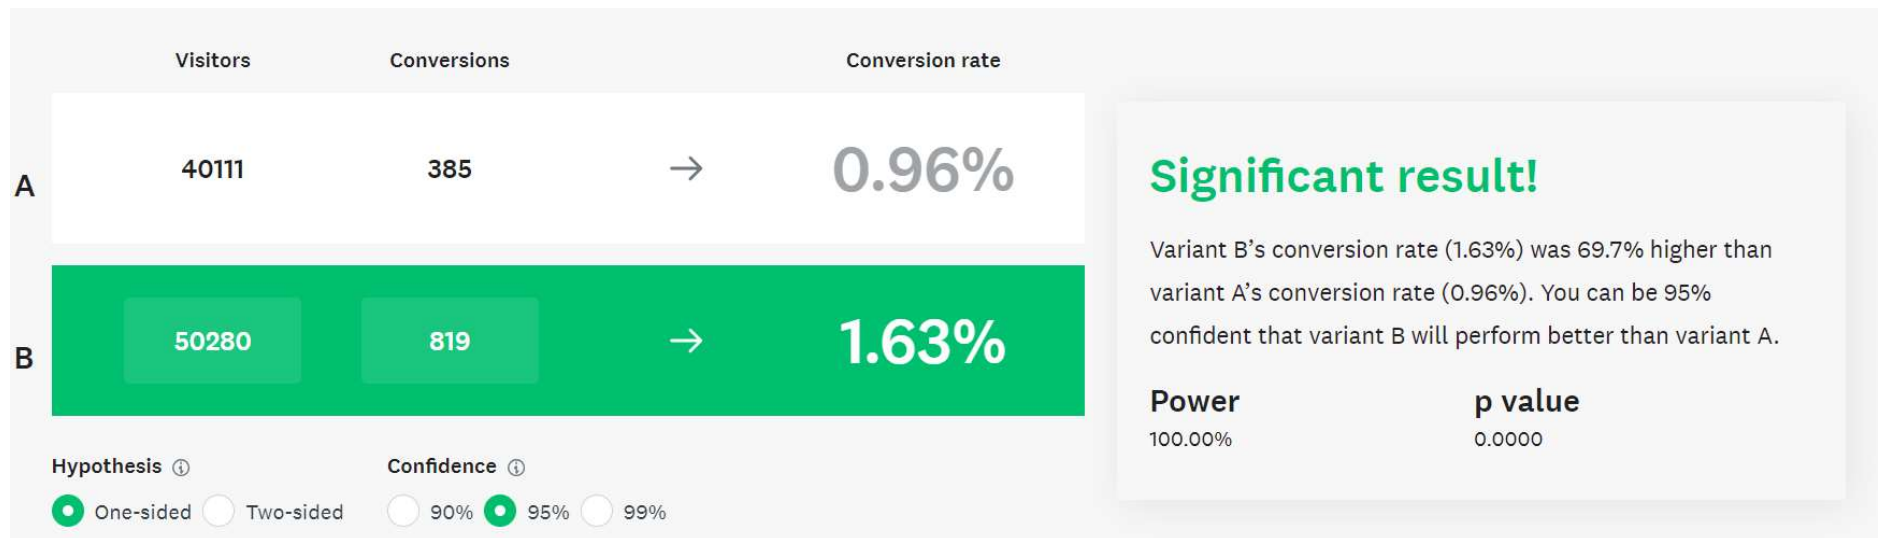 Visitors Conversions Conversion rate
A 40111 385 → 0.96%
B 50280 819 → 1.63%
Hypothesis ⓘ Confidence ⓘ
One-sided Two-sided 90% 95% 99%
Significant result!
Variant B’s conversion rate (1.63%) was 69.7% higher than
variant A’s conversion rate (0.96%). You can be 95%
confident that variant B will perform better than variant A.
Power p value
100.00% 0.0000